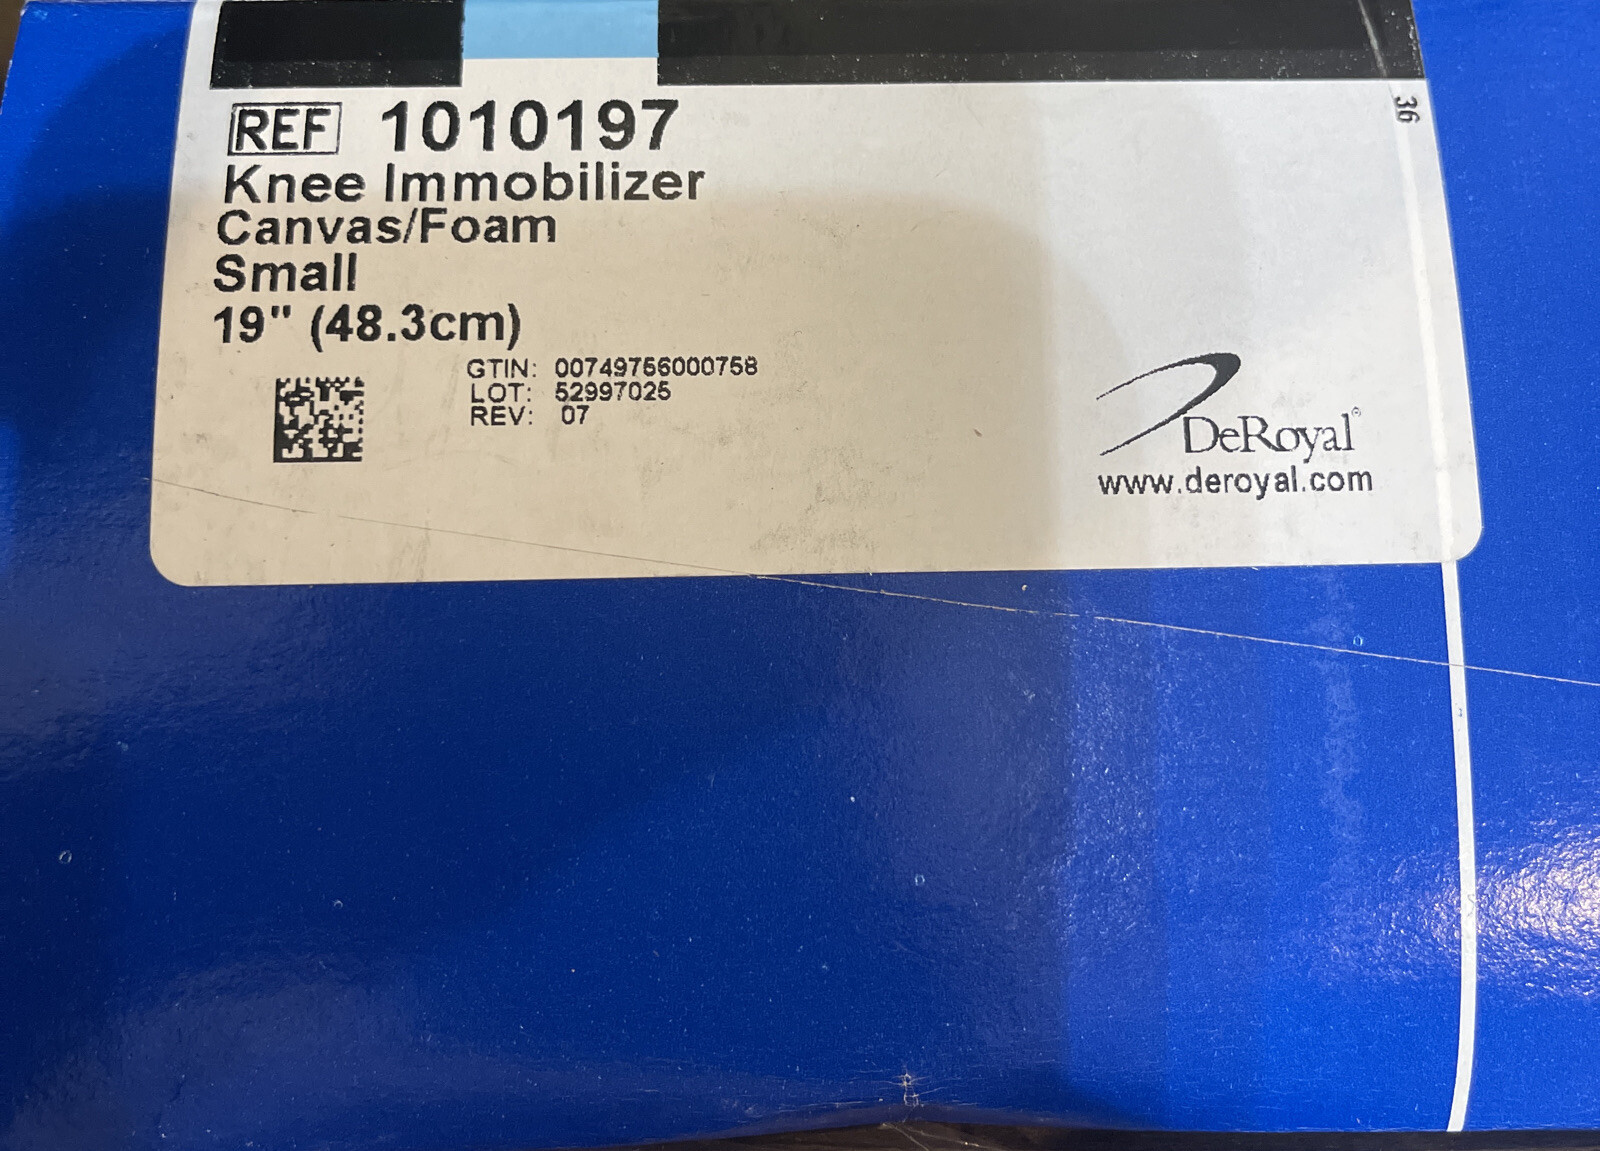 REF 1010197
Knee Immobilizer
Canvas/Foam
Small
19" (48.3cm)
GTIN: 00749756000758
LOT: 52997025
REV: 07
DeRoyal®
www.deroyal.com
36